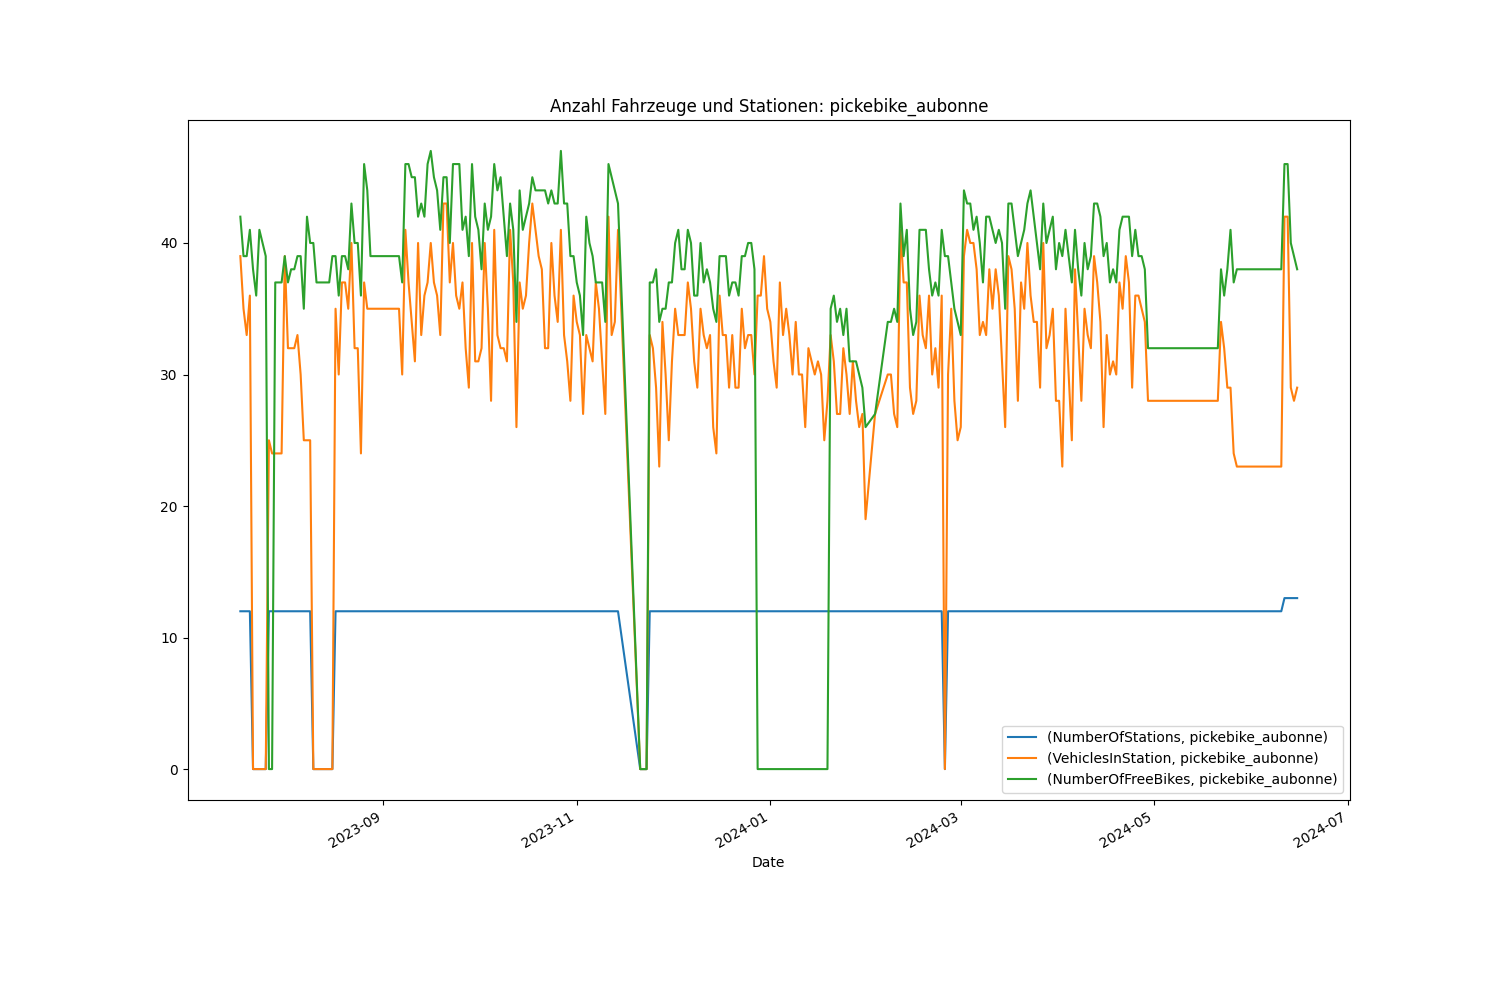 Anzahl Fahrzeuge und Stationen: pickebike_aubonne
40
30
20
10
0
(NumberOfStations, pickebike_aubonne)
(VehiclesInStation, pickebike_aubonne)
(NumberOfFreeBikes, pickebike_aubonne)
2023-09
2023-11
2024-01
2024-03
2024-05
2024-07
Date